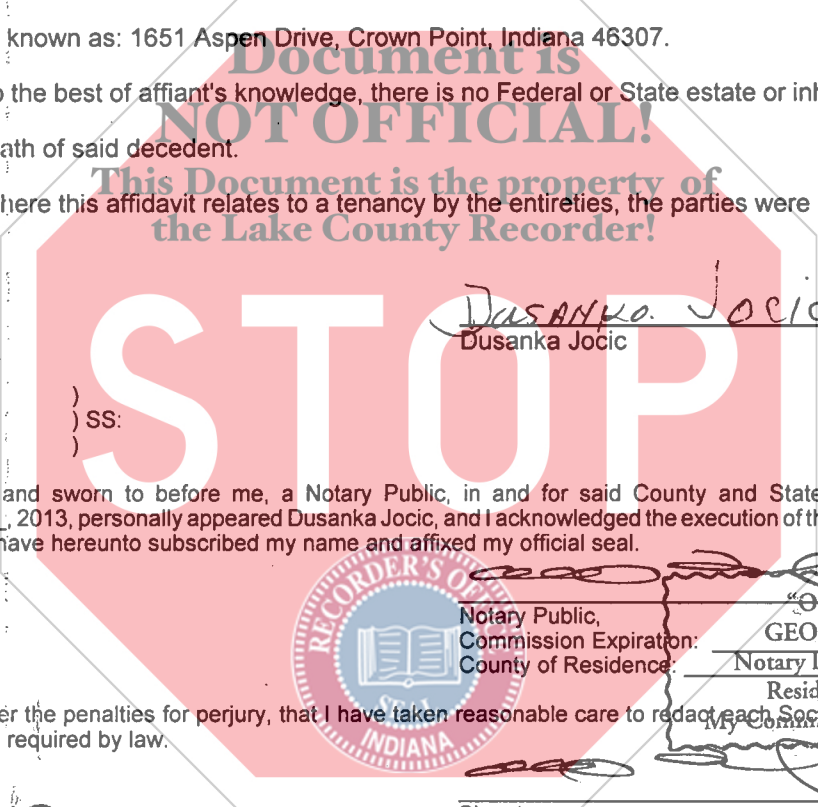 known as: 1651 Aspen Drive, Crown Point, Indiana 46307.
Document is
the best of affiant's knowledge, there is no Federal or State estate or
NOT OFFICIAL!
ath of said decedent.
This Document is the property of
here this affidavit relates to a tenancy by the entireties, the parties were
the Lake County Recorder!
Dusanka Jocic
Dusanka Jocic
STOP
)
) SS:
)
and sworn to before me, a Notary Public, in and for said County and State
, 2013, personally appeared Dusanka Jocic, and I acknowledged the execution of
have hereunto subscribed my name and affixed my official seal.
RECORDER'S OFFICE
SEAL
INDIANA
Notary Public,
Commission Expiration:
County of Residence:
"O
GEO
Notary
Resid
My Comm
er the penalties for perjury, that I have taken reasonable care to redact each Soc
required by law.